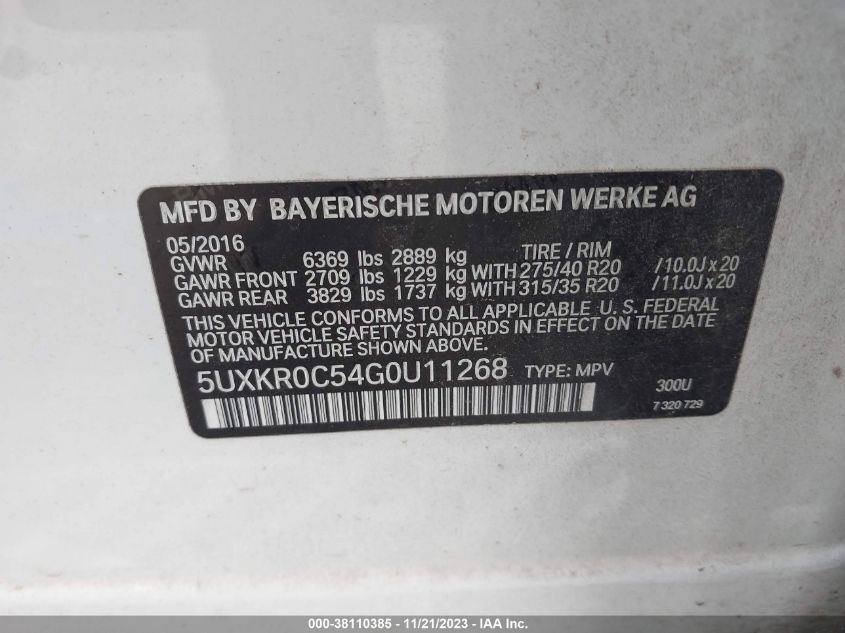 MFD BY BAYERISCHE MOTOREN WERKE AG
05/2016
GVWR 6369 lbs 2889 kg TIRE / RIM
GAWR FRONT 2709 lbs 1229 kg WITH 275/40 R20 /10.0J x 20
GAWR REAR 3829 lbs 1737 kg WITH 315/35 R20 /11.0J x 20
THIS VEHICLE CONFORMS TO ALL APPLICABLE U. S. FEDERAL
MOTOR VEHICLE SAFETY STANDARDS IN EFFECT ON THE DATE
OF MANUFACTURE SHOWN ABOVE.
5UXKR0C54G0U11268 TYPE: MPV 300U
7 320 729
000-38110385 - 11/21/2023 - © IAA Inc.